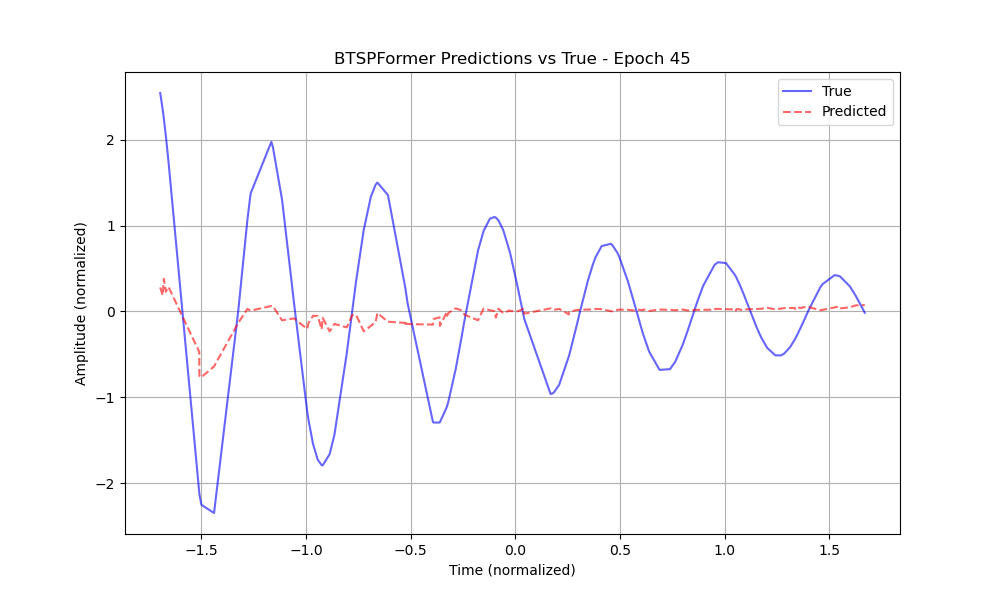 BTSPFormer Predictions vs True - Epoch 45
True
Predicted
Amplitude (normalized)
2
1
0
−1
−2
−1.5
−1.0
−0.5
0.0
0.5
1.0
1.5
Time (normalized)